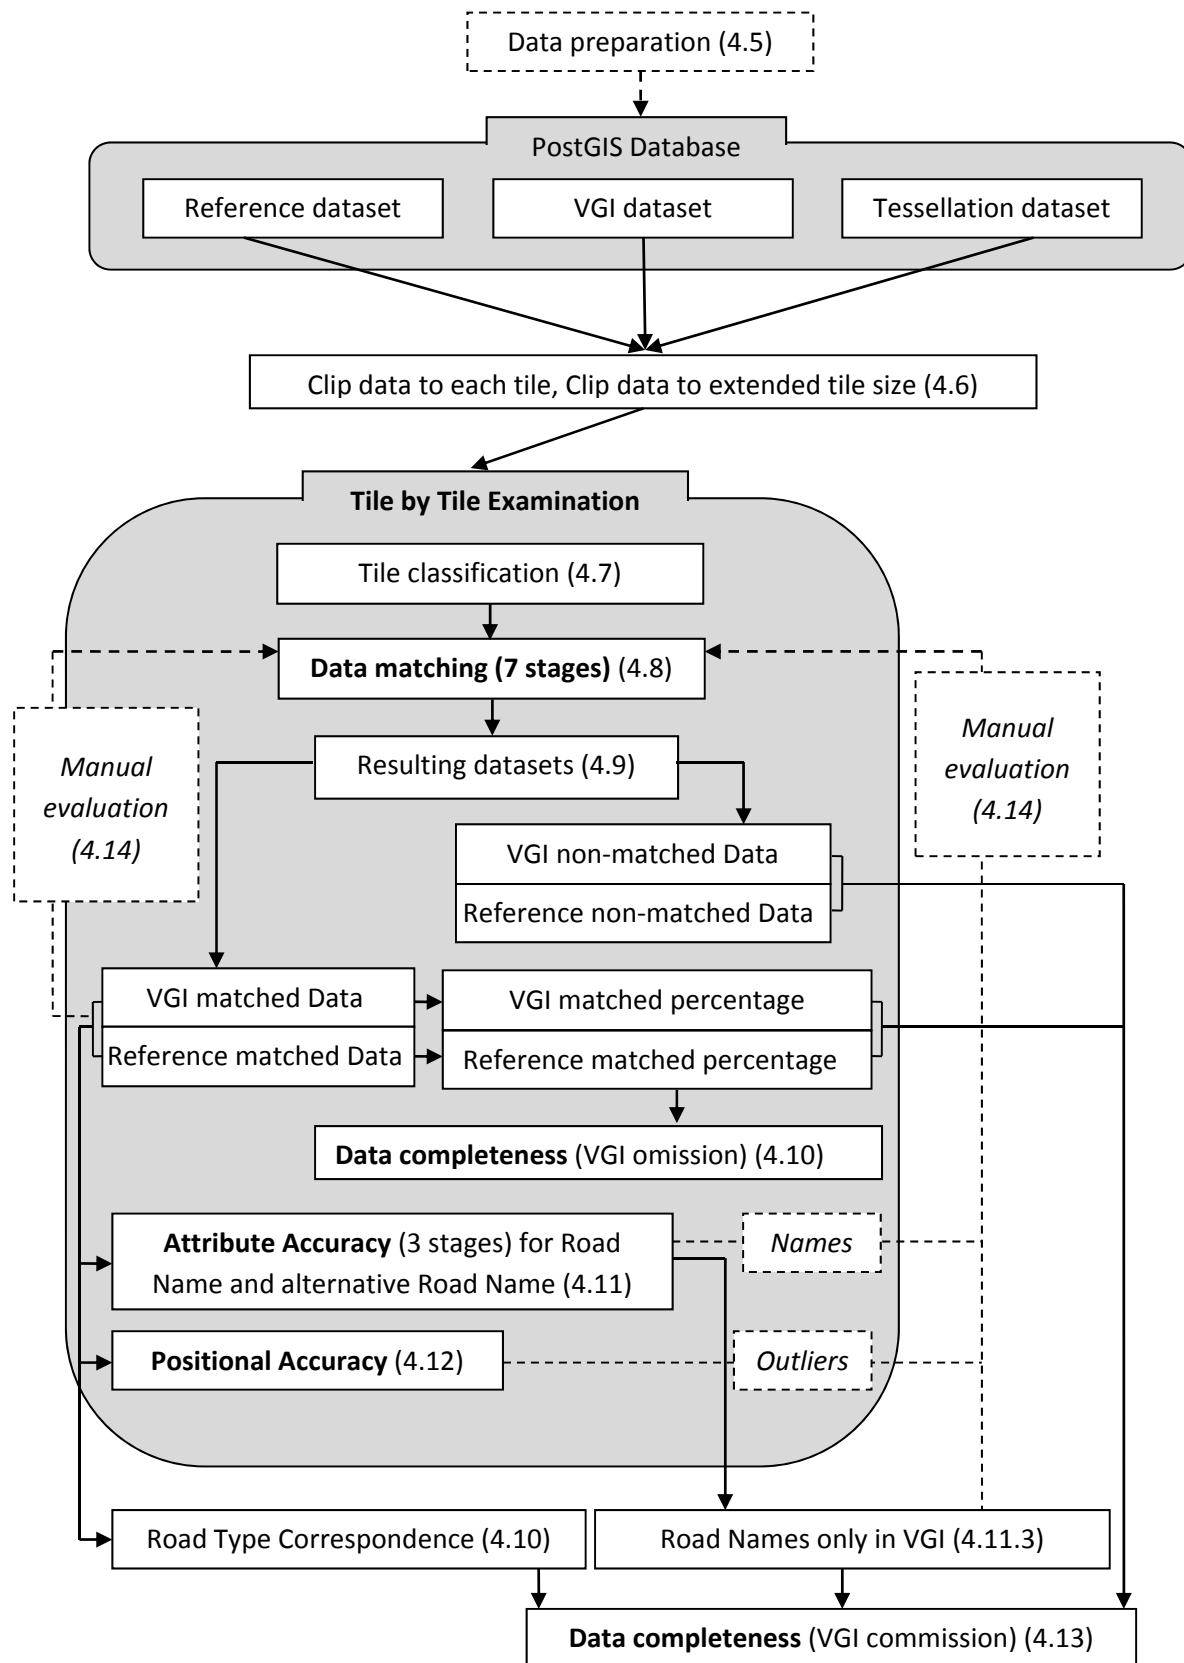 Data preparation (4.5)
PostGIS Database
Reference dataset
VGI dataset
Tessellation dataset
Clip data to each tile, Clip data to extended tile size (4.6)
Tile by Tile Examination
Tile classification (4.7)
Data matching (7 stages) (4.8)
Manual
evaluation
(4.14)
Manual
evaluation
(4.14)
Resulting datasets (4.9)
VGI non-matched Data
Reference non-matched Data
VGI matched Data
Reference matched Data
VGI matched percentage
Reference matched percentage
Data completeness (VGI omission) (4.10)
Attribute Accuracy (3 stages) for Road
Name and alternative Road Name (4.11)
Names
Positional Accuracy (4.12)
Outliers
Road Type Correspondence (4.10)
Road Names only in VGI (4.11.3)
Data completeness (VGI commission) (4.13)